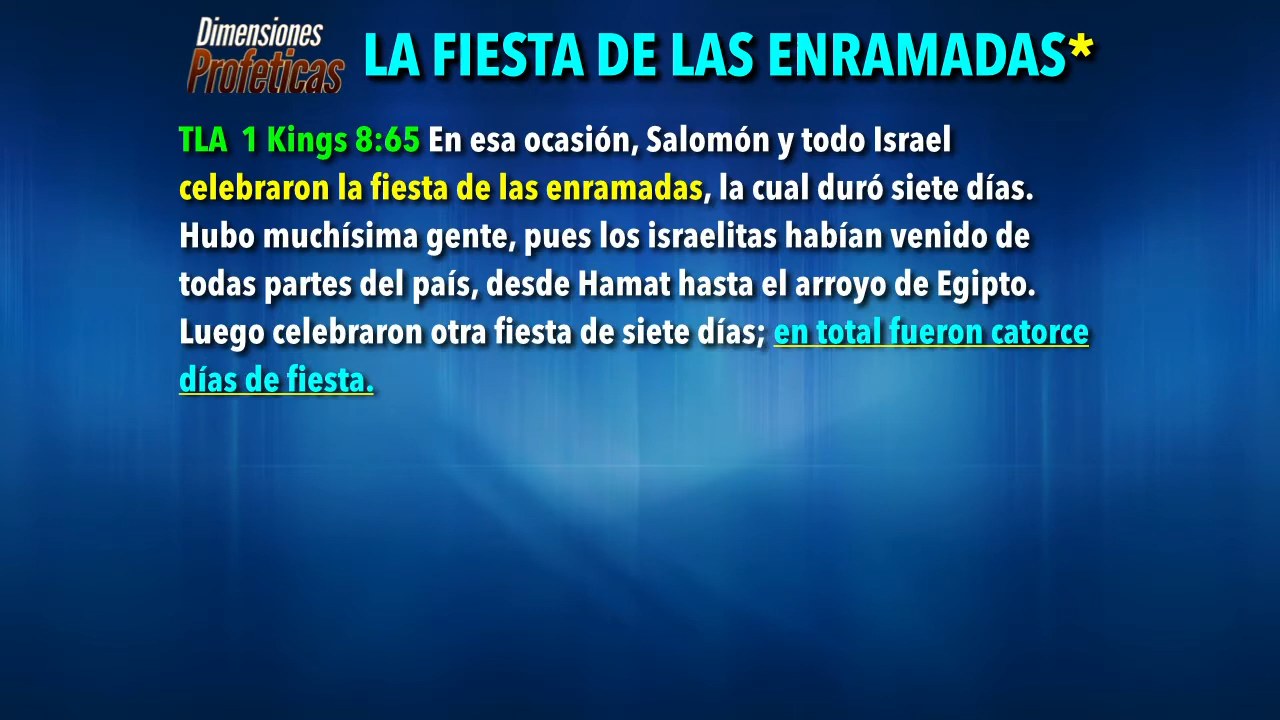 Dimensiones
Profeticas
LA FIESTA DE LAS ENRAMADAS*
TLA 1 Kings 8:65 En esa ocasión, Salomón y todo Israel
celebraron la fiesta de las enramadas, la cual duró siete días.
Hubo muchísima gente, pues los israelitas habían venido de
todas partes del país, desde Hamat hasta el arroyo de Egipto.
Luego celebraron otra fiesta de siete días; en total fueron catorce
días de fiesta.